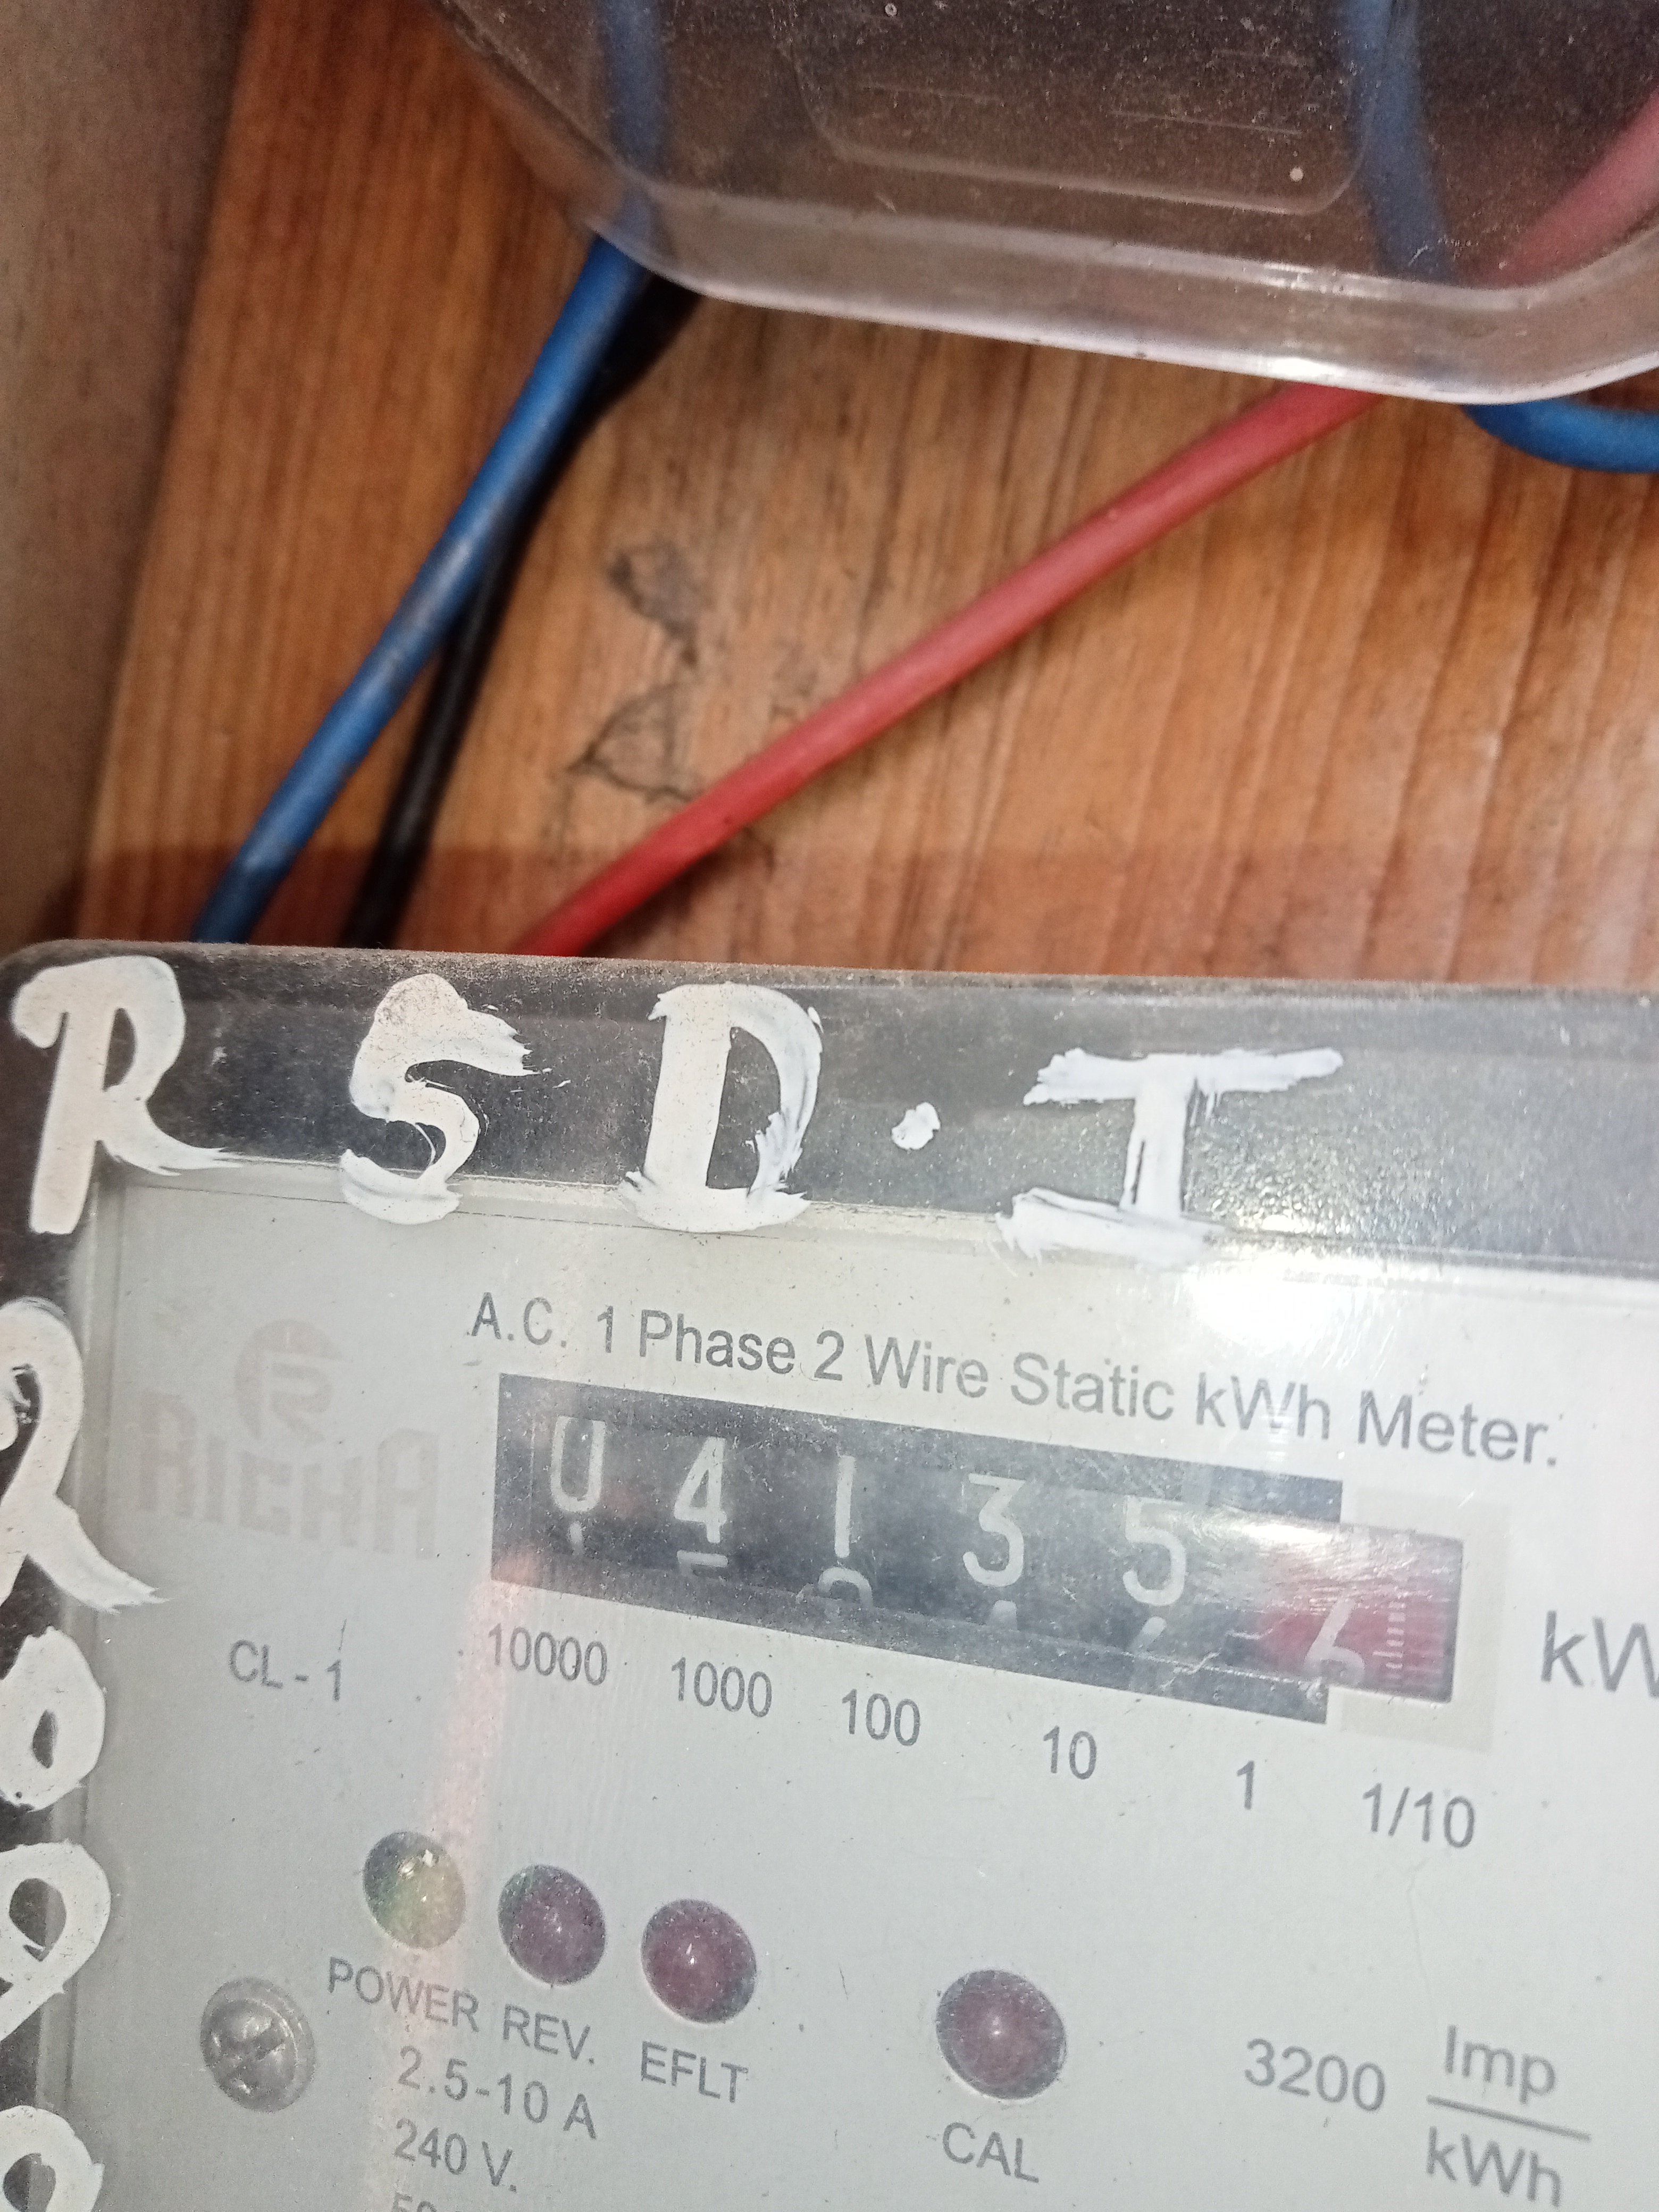 R S D . I
A.C. 1 Phase 2 Wire Static kWh Meter.
RICHA
04135 6
CL - 1
10000 1000 100 10 1 1/10
POWER REV. EFLT
CAL
3200 Imp
kWh
2.5-10 A
240 V.